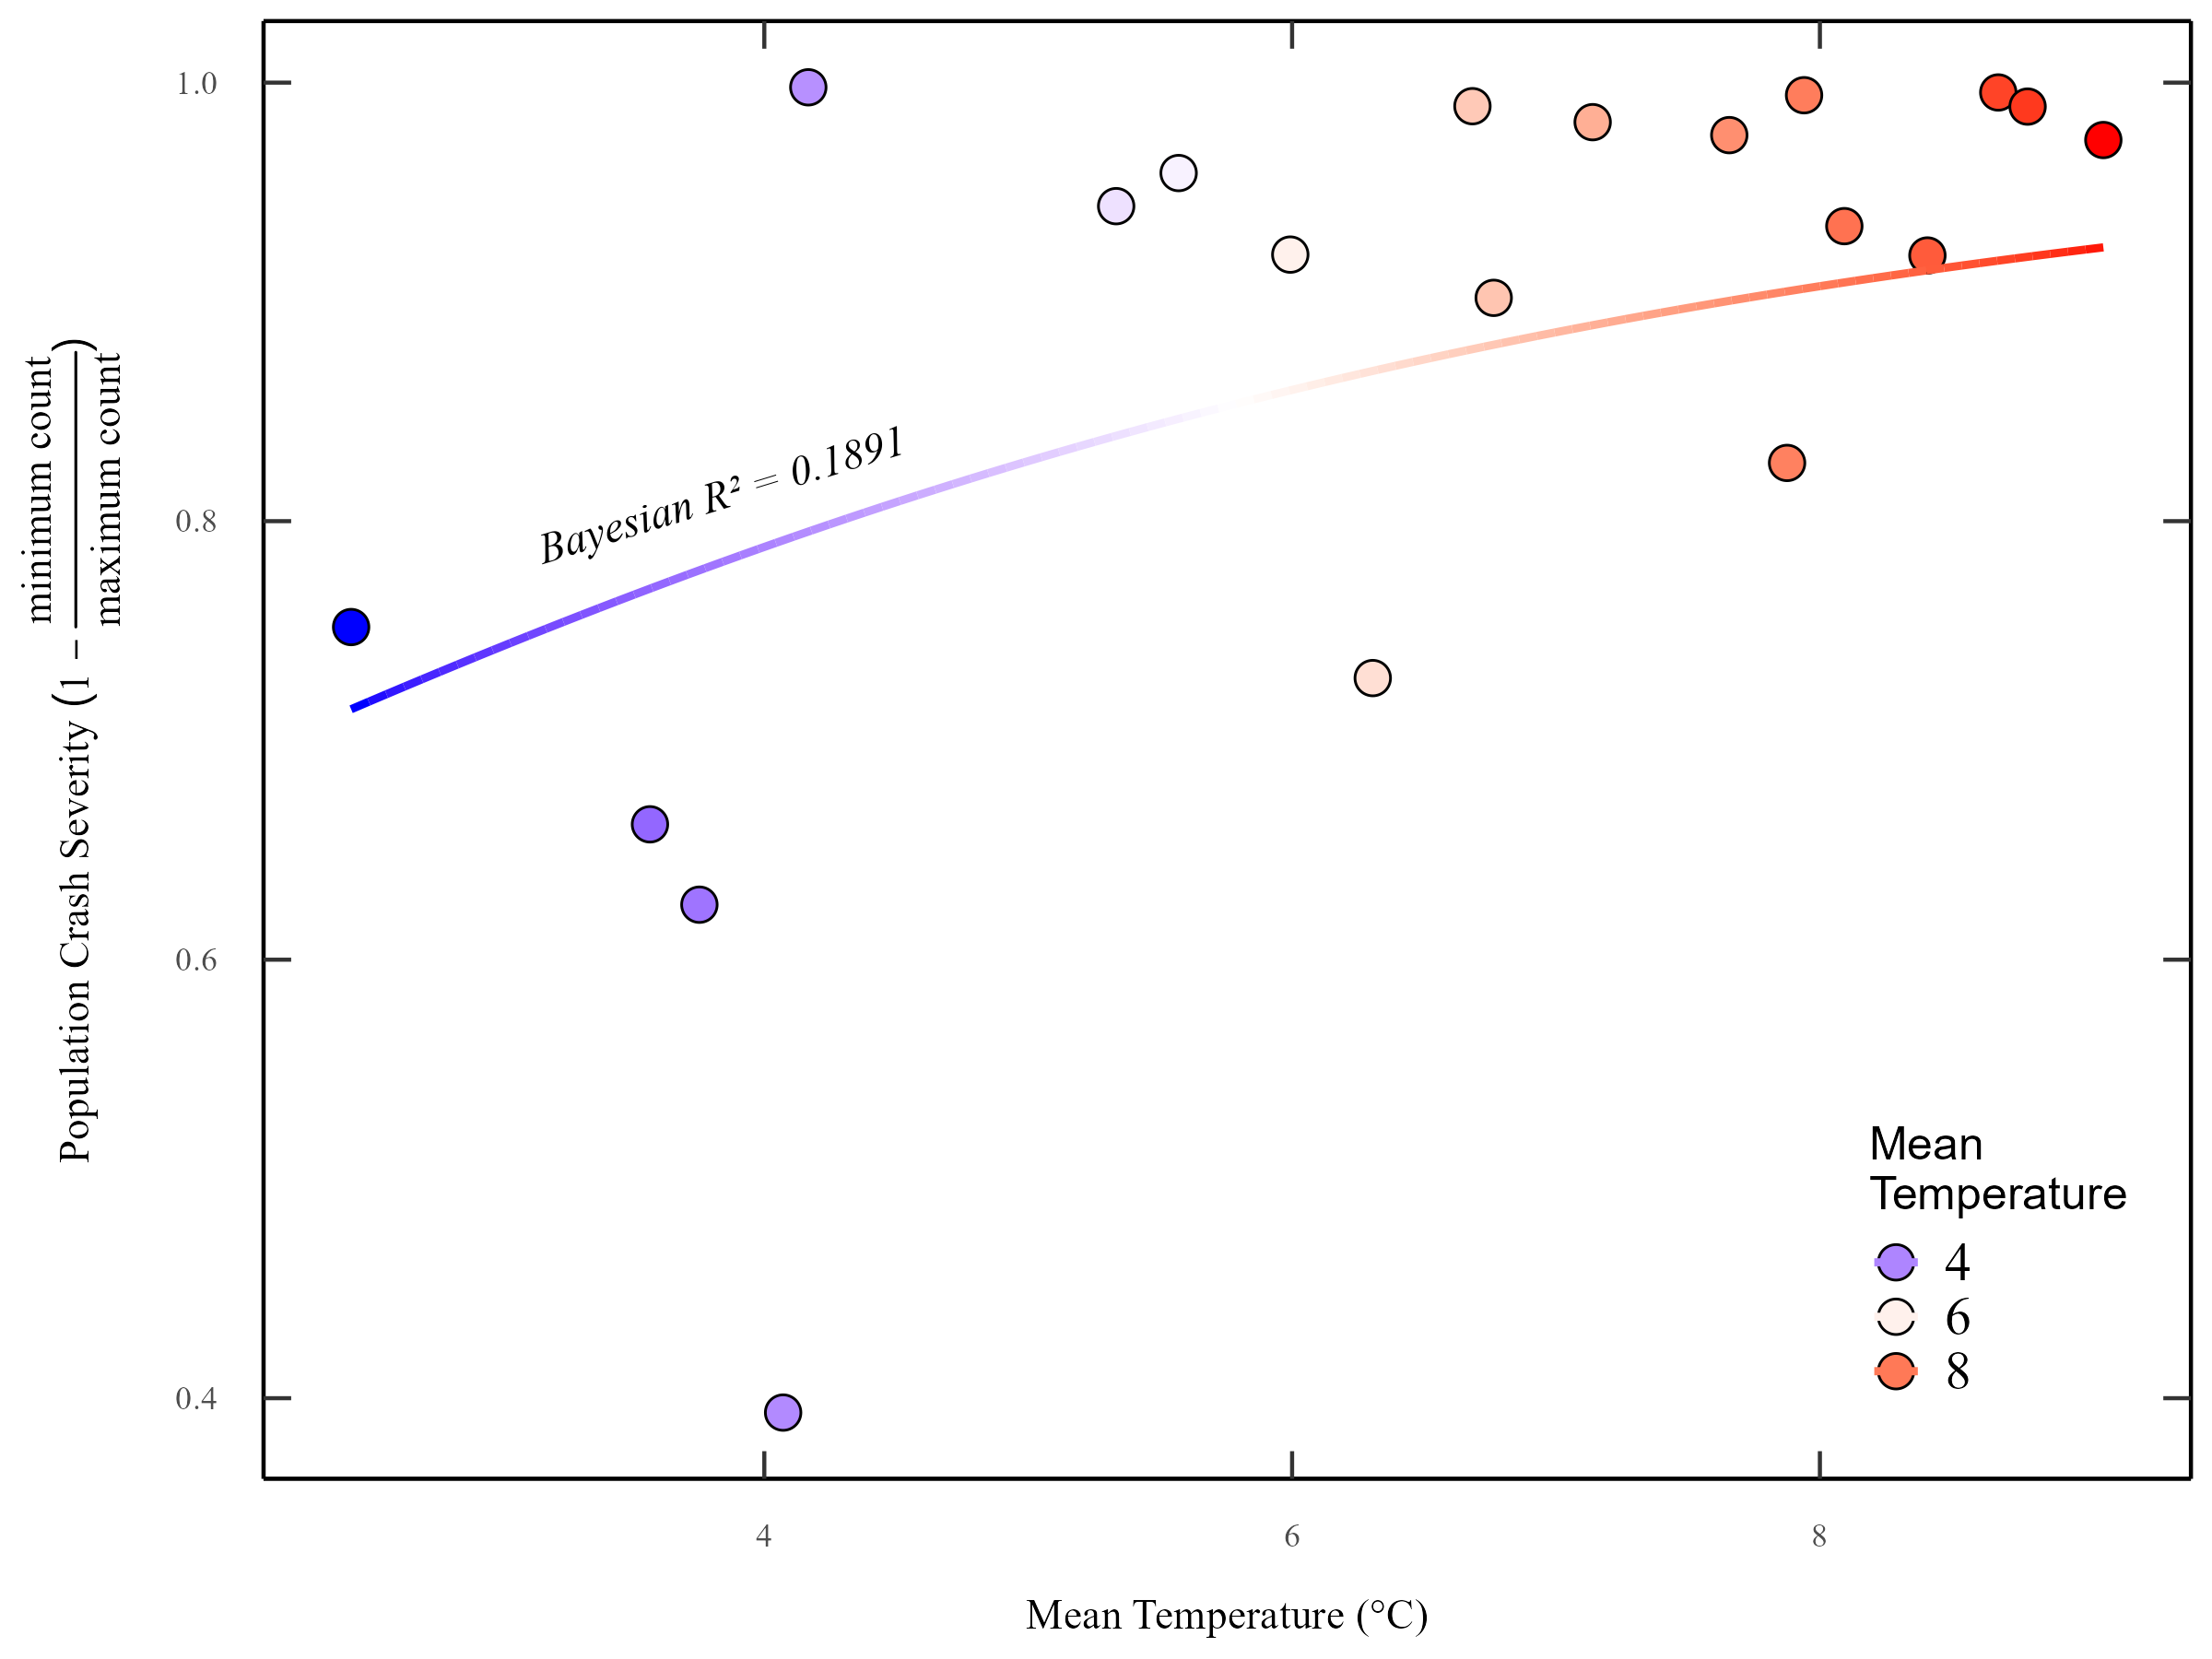 Population Crash Severity (1 - minimum count / maximum count)
1.0
0.8
0.6
0.4
Bayesian R² = 0.1891
Mean
Temperature
4
6
8
4
6
8
Mean Temperature (°C)